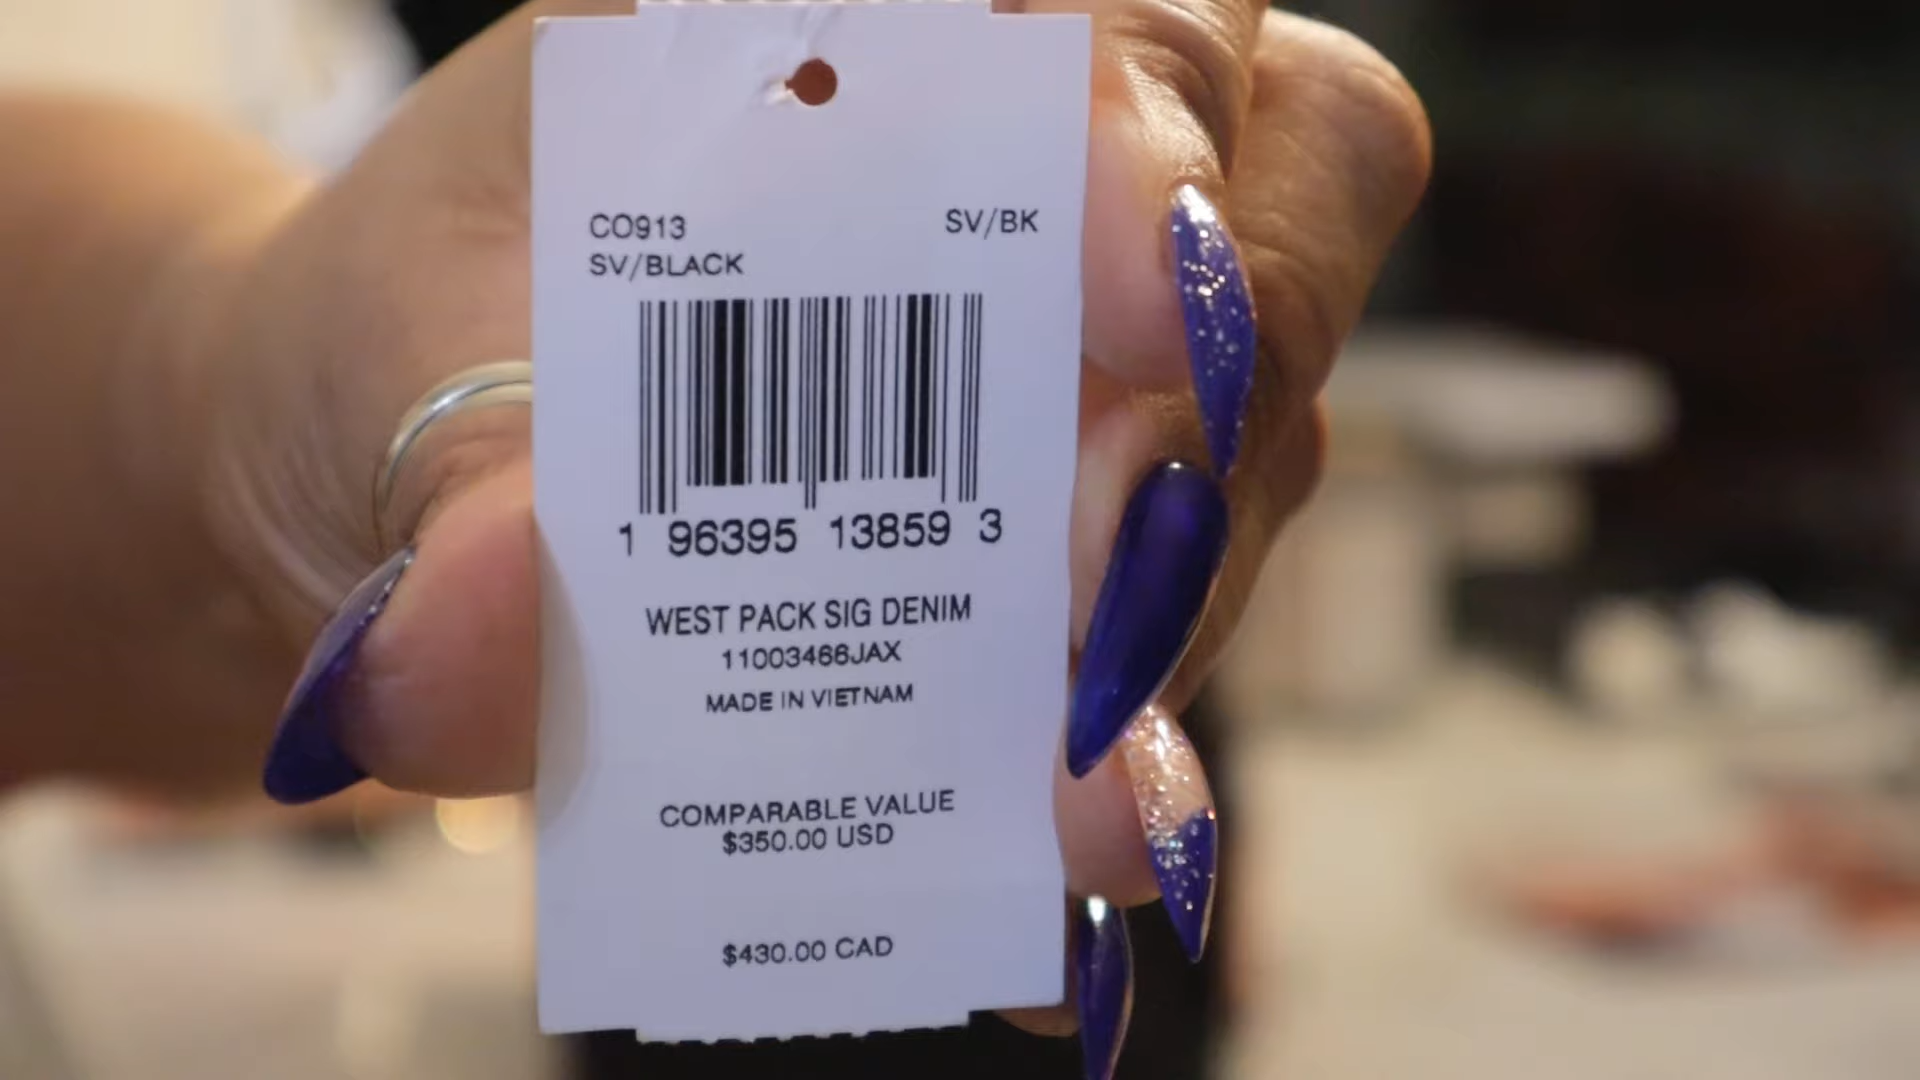 CO913 SV/BK
SV/BLACK
1 96395 13859 3
WEST PACK SIG DENIM
11003466JAX
MADE IN VIETNAM
COMPARABLE VALUE
$350.00 USD
$430.00 CAD